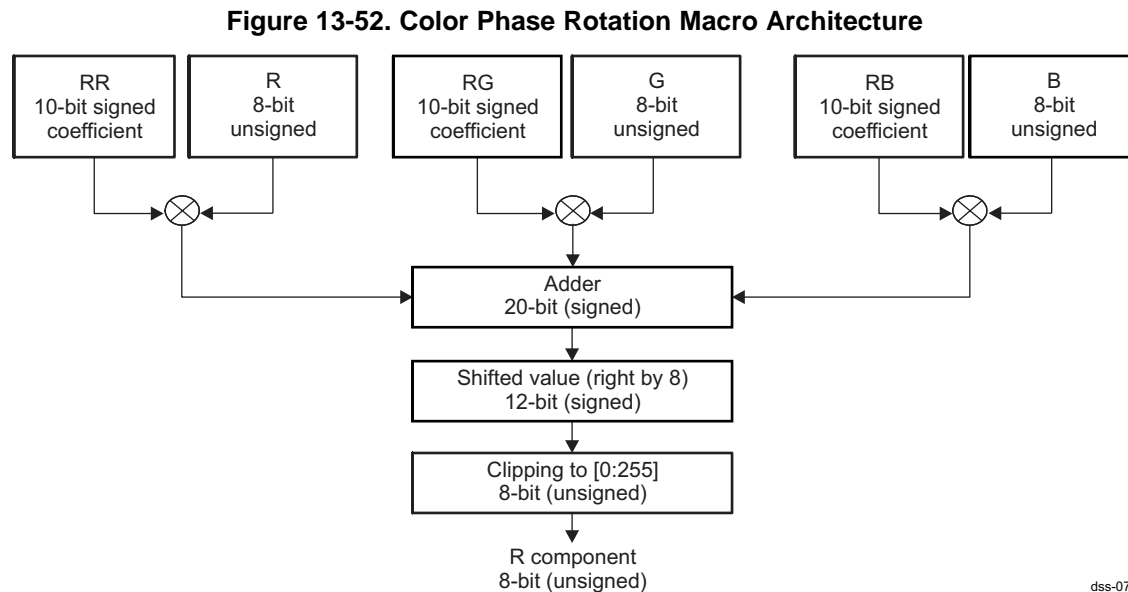 Figure 13-52. Color Phase Rotation Macro Architecture
RR
10-bit signed
coefficient
R
8-bit
unsigned
RG
10-bit signed
coefficient
G
8-bit
unsigned
RB
10-bit signed
coefficient
B
8-bit
unsigned
Adder
20-bit (signed)
Shifted value (right by 8)
12-bit (signed)
Clipping to [0:255]
8-bit (unsigned)
R component
8-bit (unsigned)
dss-07